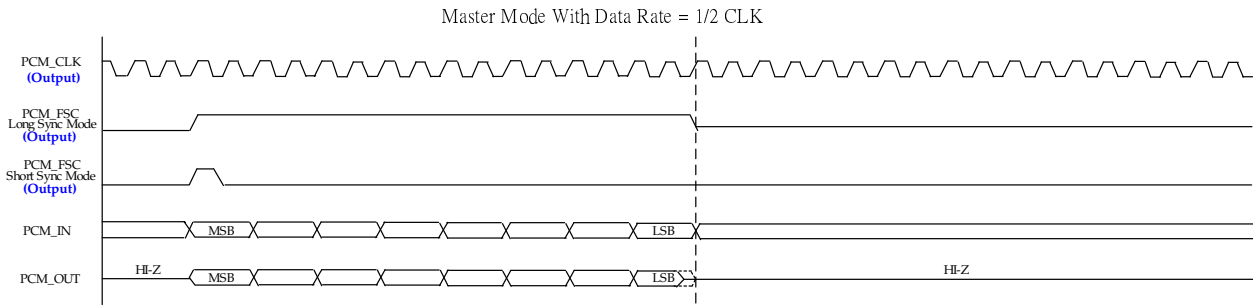 Master Mode With Data Rate = 1/2 CLK
PCM_CLK
(Output)
PCM_FSC
Long Sync Mode
(Output)
PCM_FSC
Short Sync Mode
(Output)
PCM_IN
MSB
LSB
PCM_OUT
HI-Z
MSB
LSB
HI-Z